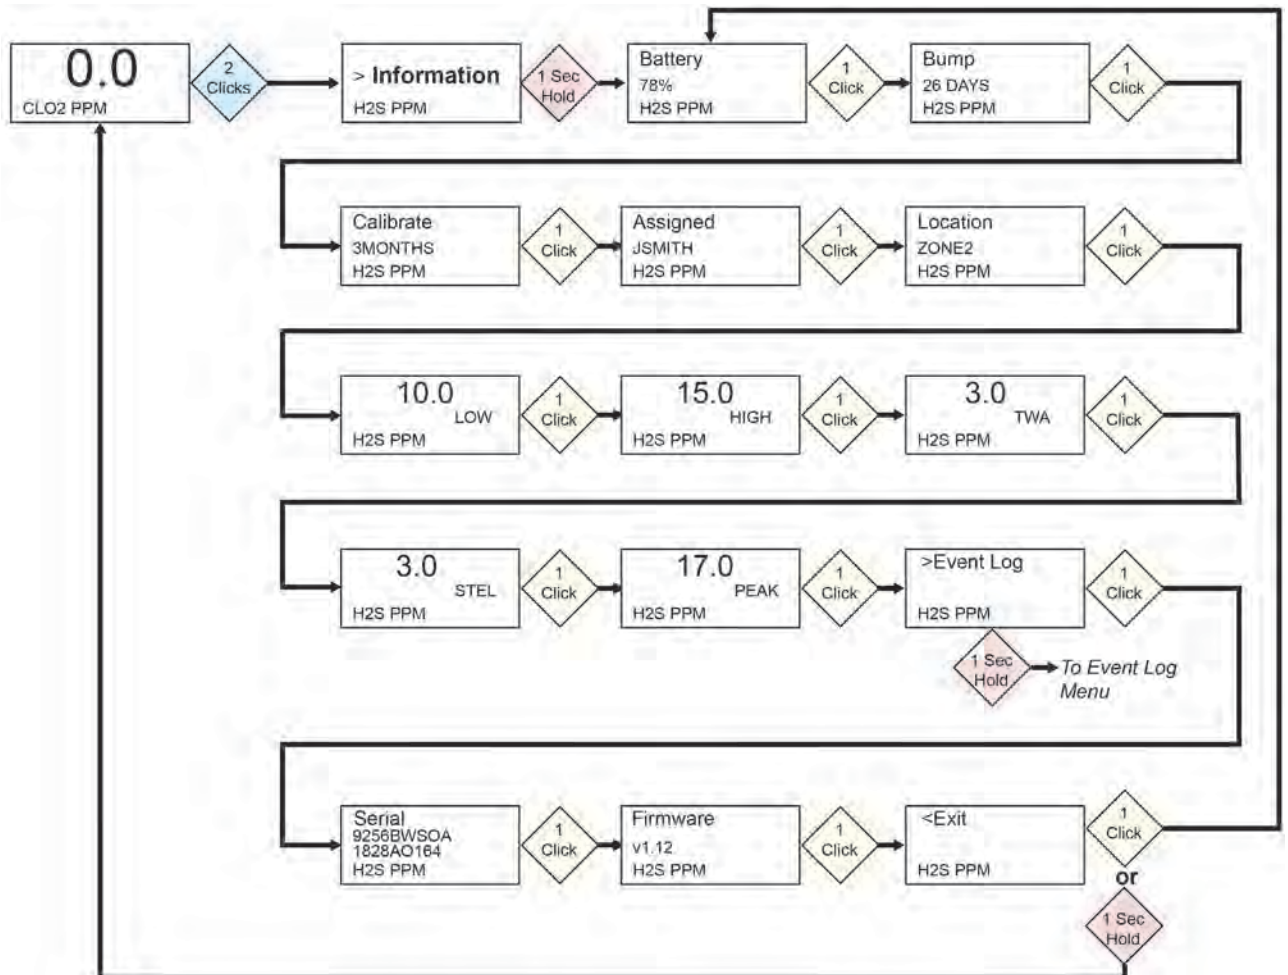 0.0
CLO2 PPM
2
Clicks
> Information
H2S PPM
1 Sec
Hold
Battery
78%
H2S PPM
1
Click
Bump
26 DAYS
H2S PPM
1
Click
Calibrate
3MONTHS
H2S PPM
1
Click
Assigned
JSMITH
H2S PPM
1
Click
Location
ZONE2
H2S PPM
1
Click
10.0
LOW
H2S PPM
1
Click
15.0
HIGH
H2S PPM
1
Click
3.0
TWA
H2S PPM
1
Click
3.0
STEL
H2S PPM
1
Click
17.0
PEAK
H2S PPM
1
Click
>Event Log
H2S PPM
1
Click
1 Sec
Hold
To Event Log
Menu
Serial
9256BWSOA
1828AO164
H2S PPM
1
Click
Firmware
v1.12
H2S PPM
1
Click
<Exit
H2S PPM
1
Click
or
1 Sec
Hold